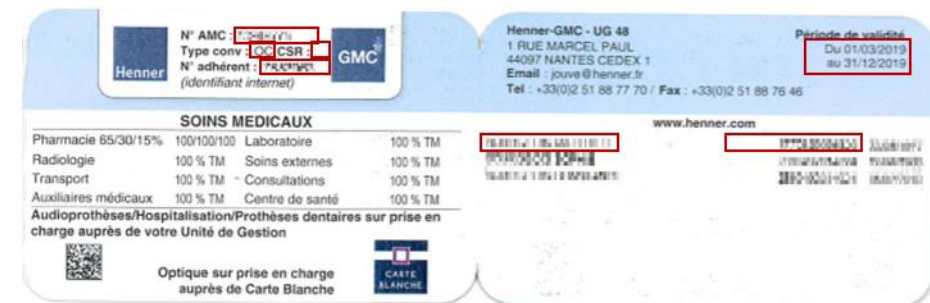 Henner
N° AMC :
Type conv : OC CSR :
N° adhérent :
(identifiant internet)
GMC
SOINS MEDICAUX
Pharmacie 65/30/15% 100/100/100 Laboratoire 100 % TM
Radiologie 100 % TM Soins externes 100 % TM
Transport 100 % TM Consultations 100 % TM
Auxiliaires médicaux 100 % TM Centre de santé 100 % TM
Audioprothèses/Hospitalisation/Prothèses dentaires sur prise en
charge auprès de votre Unité de
Gestion
Optique sur prise en charge
auprès de Carte Blanche
CARTE
BLANCHE
Henner-GMC - UG 48
1 RUE MARCEL PAUL
44097 NANTES CEDEX 1
Email : jouve@henner.fr
Tel : +33(0)2 51 88 77 70 / Fax : +33(0)2 51 88 76 46
Période de validité
Du 01/03/2019
au 31/12/2019
www.henner.com